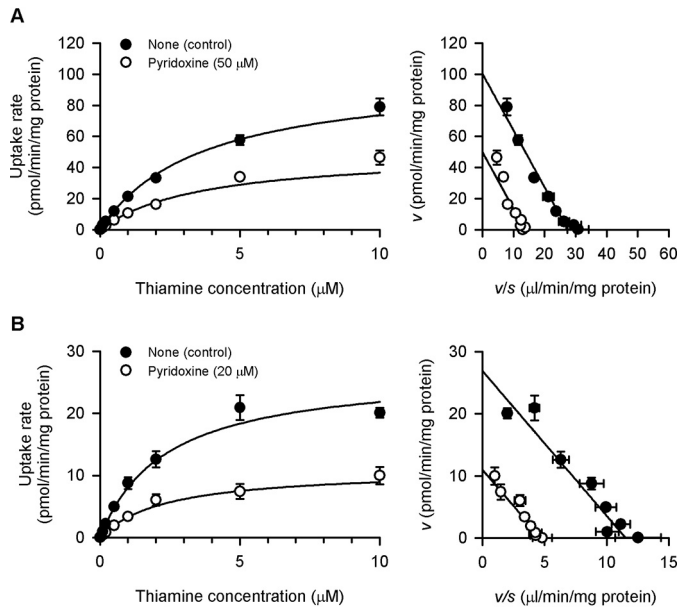 A
None (control)
Pyridoxine (50 μM)
Uptake rate
(pmol/min/mg protein)
120
100
80
60
40
20
0
0
5
10
Thiamine concentration (μM)
v (pmol/min/mg protein)
120
100
80
60
40
20
0
0 10 20 30 40 50 60
v/s (μl/min/mg protein)
B
None (control)
Pyridoxine (20 μM)
Uptake rate
(pmol/min/mg protein)
30
20
10
0
0
5
10
Thiamine concentration (μM)
v (pmol/min/mg protein)
30
20
10
0
0 5 10 15
v/s (μl/min/mg protein)